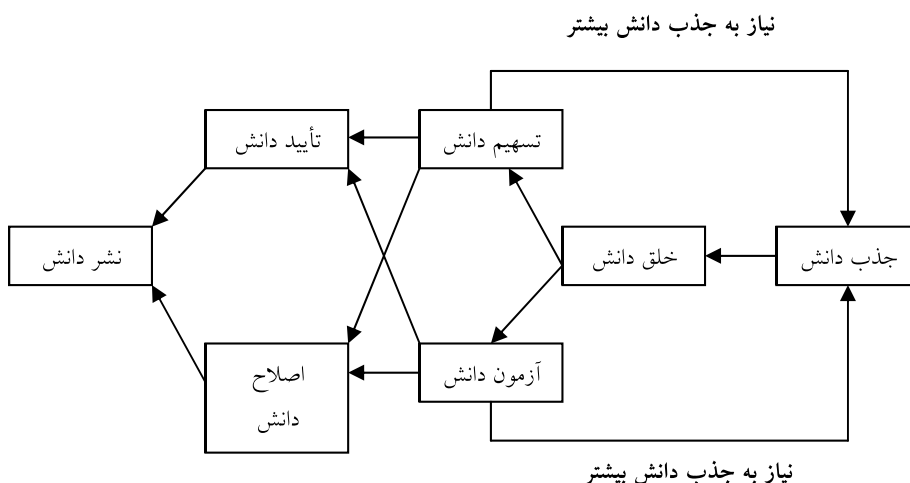 نیاز به جذب دانش بیشتر
تسهیم دانش
تأیید دانش
جذب دانش
خلق دانش
نشر دانش
آزمون دانش
اصلاح
دانش
نیاز به جذب دانش بیشتر